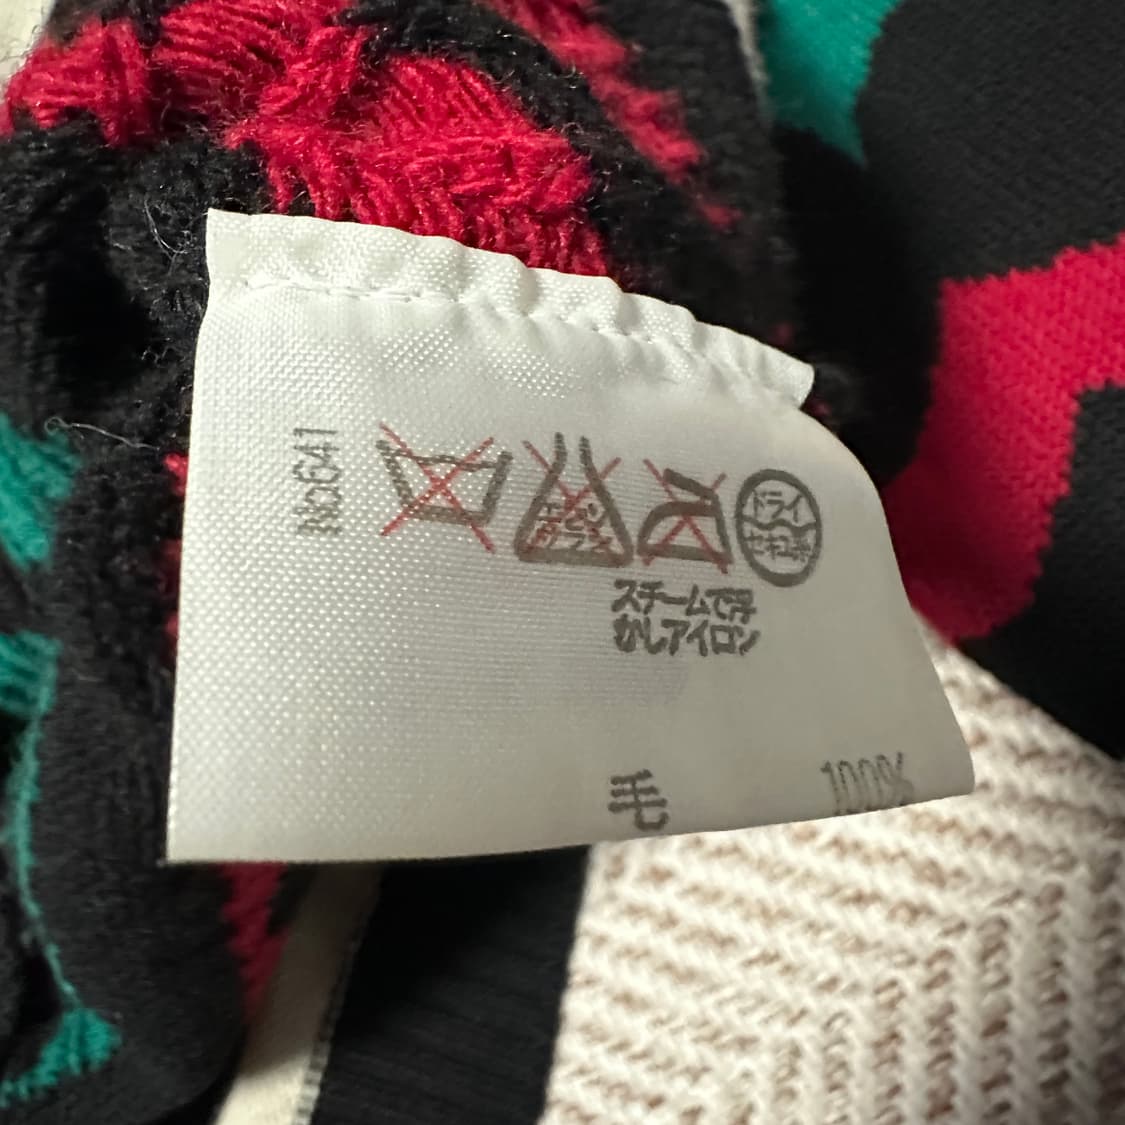 No641
エンソ
サラシ
ドライ
セキユ系
スチームで浮
かしアイロン
毛 100%